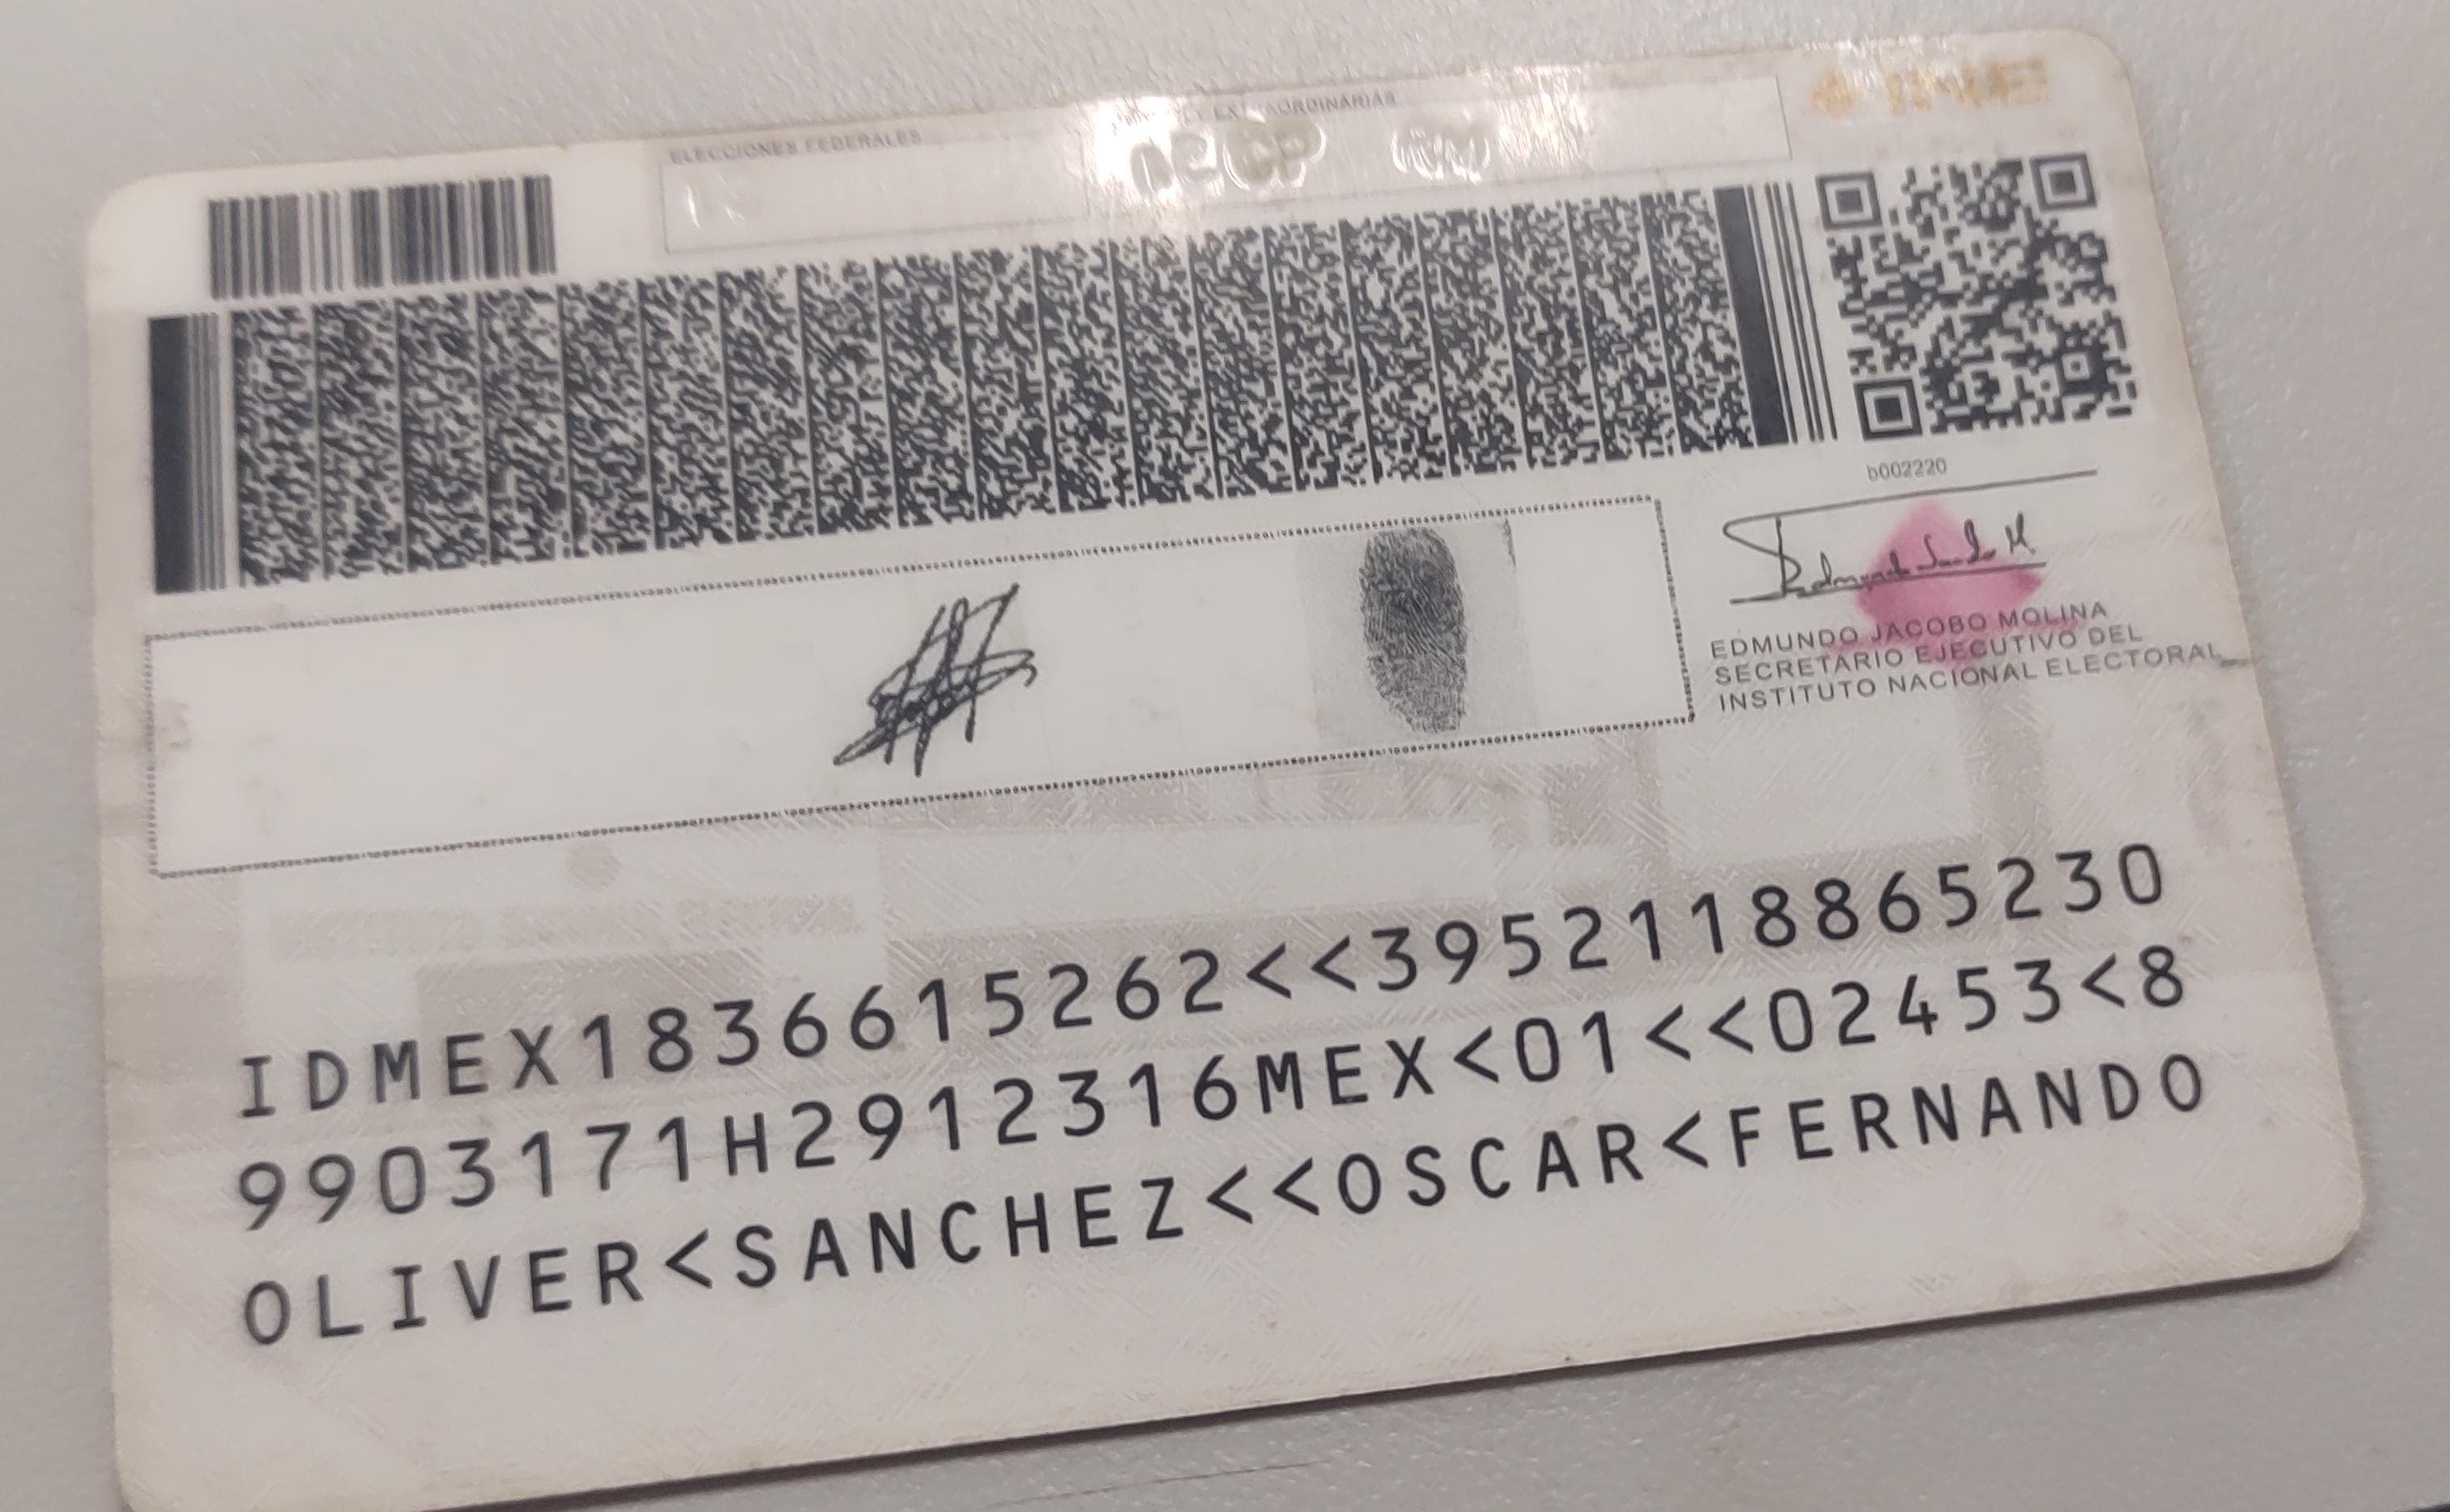 ELECCIONES FEDERALES
INE
b002220
EDMUNDO JACOBO MOLINA
SECRETARIO EJECUTIVO DEL
INSTITUTO NACIONAL ELECTORAL
IDMEX1836615262<<3952118865230
9903171H2912316MEX<01<<02453<8
OLIVER<SANCHEZ<<OSCAR<FERNANDO